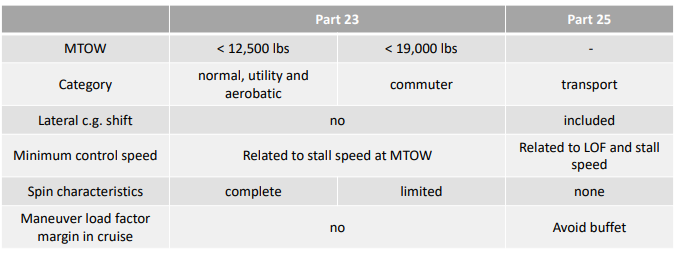 Part 23 Part 25
MTOW < 12,500 lbs < 19,000 lbs -
Category normal, utility and aerobatic commuter transport
Lateral c.g. shift no included
Minimum control speed Related to stall speed at MTOW Related to LOF and stall speed
Spin characteristics complete limited none
Maneuver load factor margin in cruise no Avoid buffet